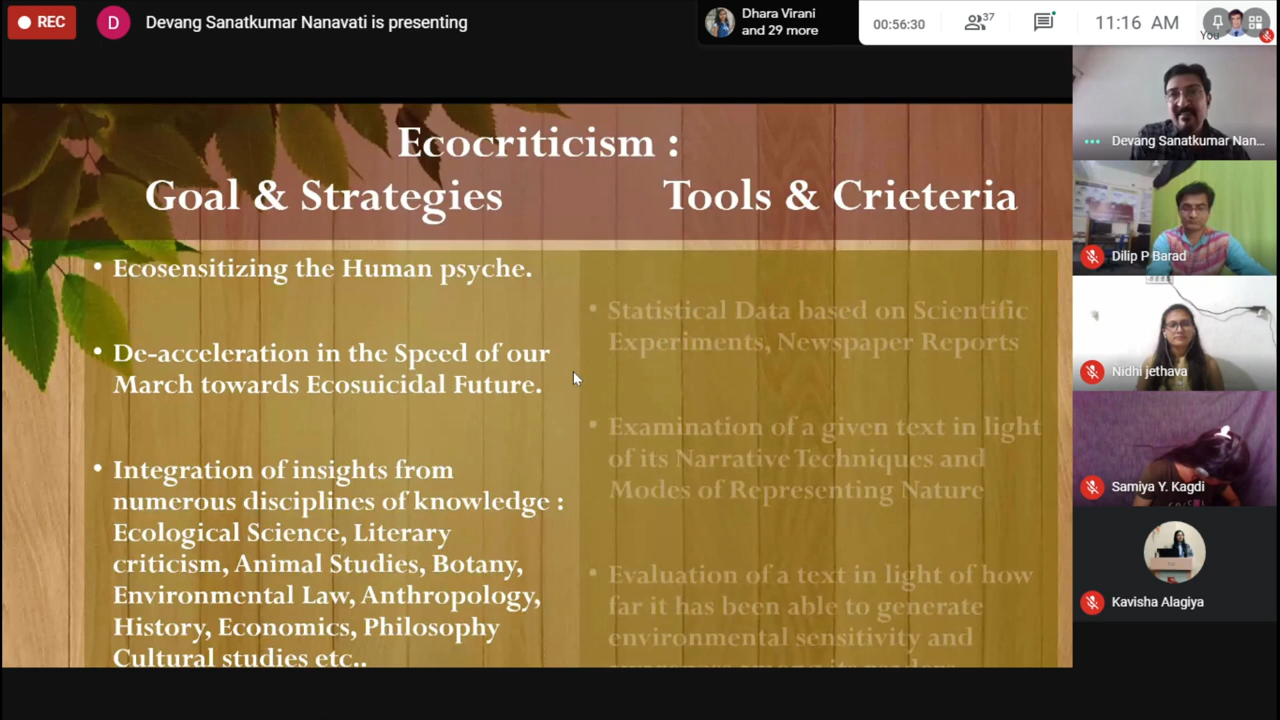 REC
D
Devang Sanatkumar Nanavati is presenting
Dhara Virani
and 29 more
00:56:30
37
11:16 AM
You
Ecocriticism :
Goal & Strategies
Tools & Crieteria
• Ecosensitizing the Human psyche.
• De-acceleration in the Speed of our
March towards Ecosuicidal Future.
• Integration of insights from
numerous disciplines of knowledge :
Ecological Science, Literary
criticism, Animal Studies, Botany,
Environmental Law, Anthropology,
History, Economics, Philosophy
Cultural studies etc..
• Statistical Data based on Scientific
Experiments, Newspaper Reports
• Examination of a given text in light
of its Narrative Techniques and
Modes of Representing Nature
• Evaluation of a text in light of how
far it has been able to generate
environmental sensitivity and
Devang Sanatkumar Nan...
Dilip P Barad
Nidhi jethava
Samiya Y. Kagdi
Kavisha Alagiya